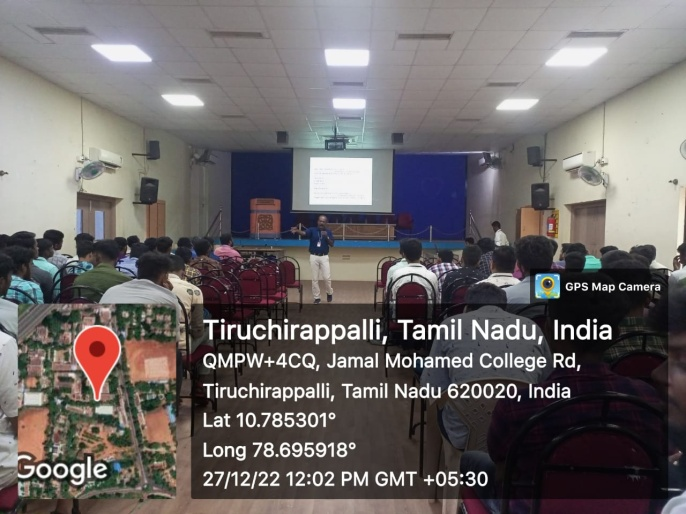 GPS Map Camera
Tiruchirappalli, Tamil Nadu, India
QMPW+4CQ, Jamal Mohamed College Rd,
Tiruchirappalli, Tamil Nadu 620020, India
Lat 10.785301°
Long 78.695918°
27/12/22 12:02 PM GMT +05:30
Google